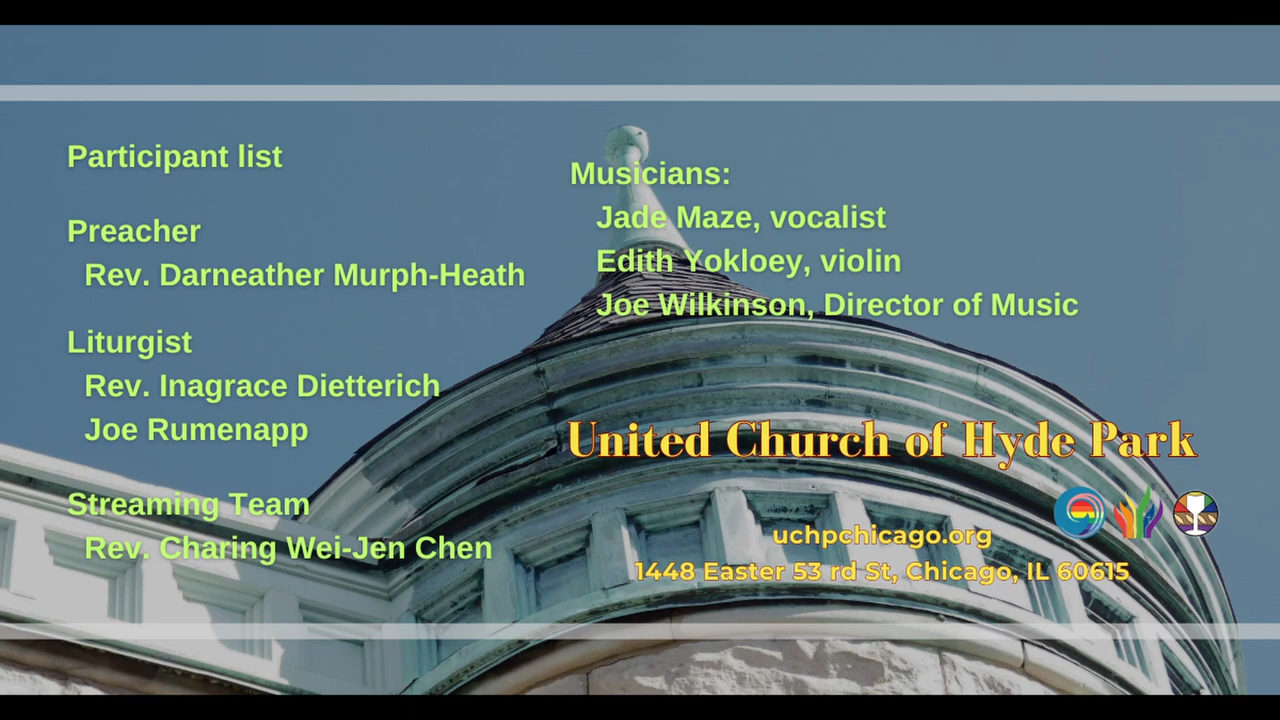 Participant list
Preacher
Rev. Darneather Murph-Heath
Liturgist
Rev. Inagrace Dietterich
Joe Rumenapp
Streaming Team
Rev. Charing Wei-Jen Chen
Musicians:
Jade Maze, vocalist
Edith Yokloey, violin
Joe Wilkinson, Director of Music
United Church of Hyde Park
uchpchicago.org
1448 Easter 53 rd St, Chicago, IL 60615